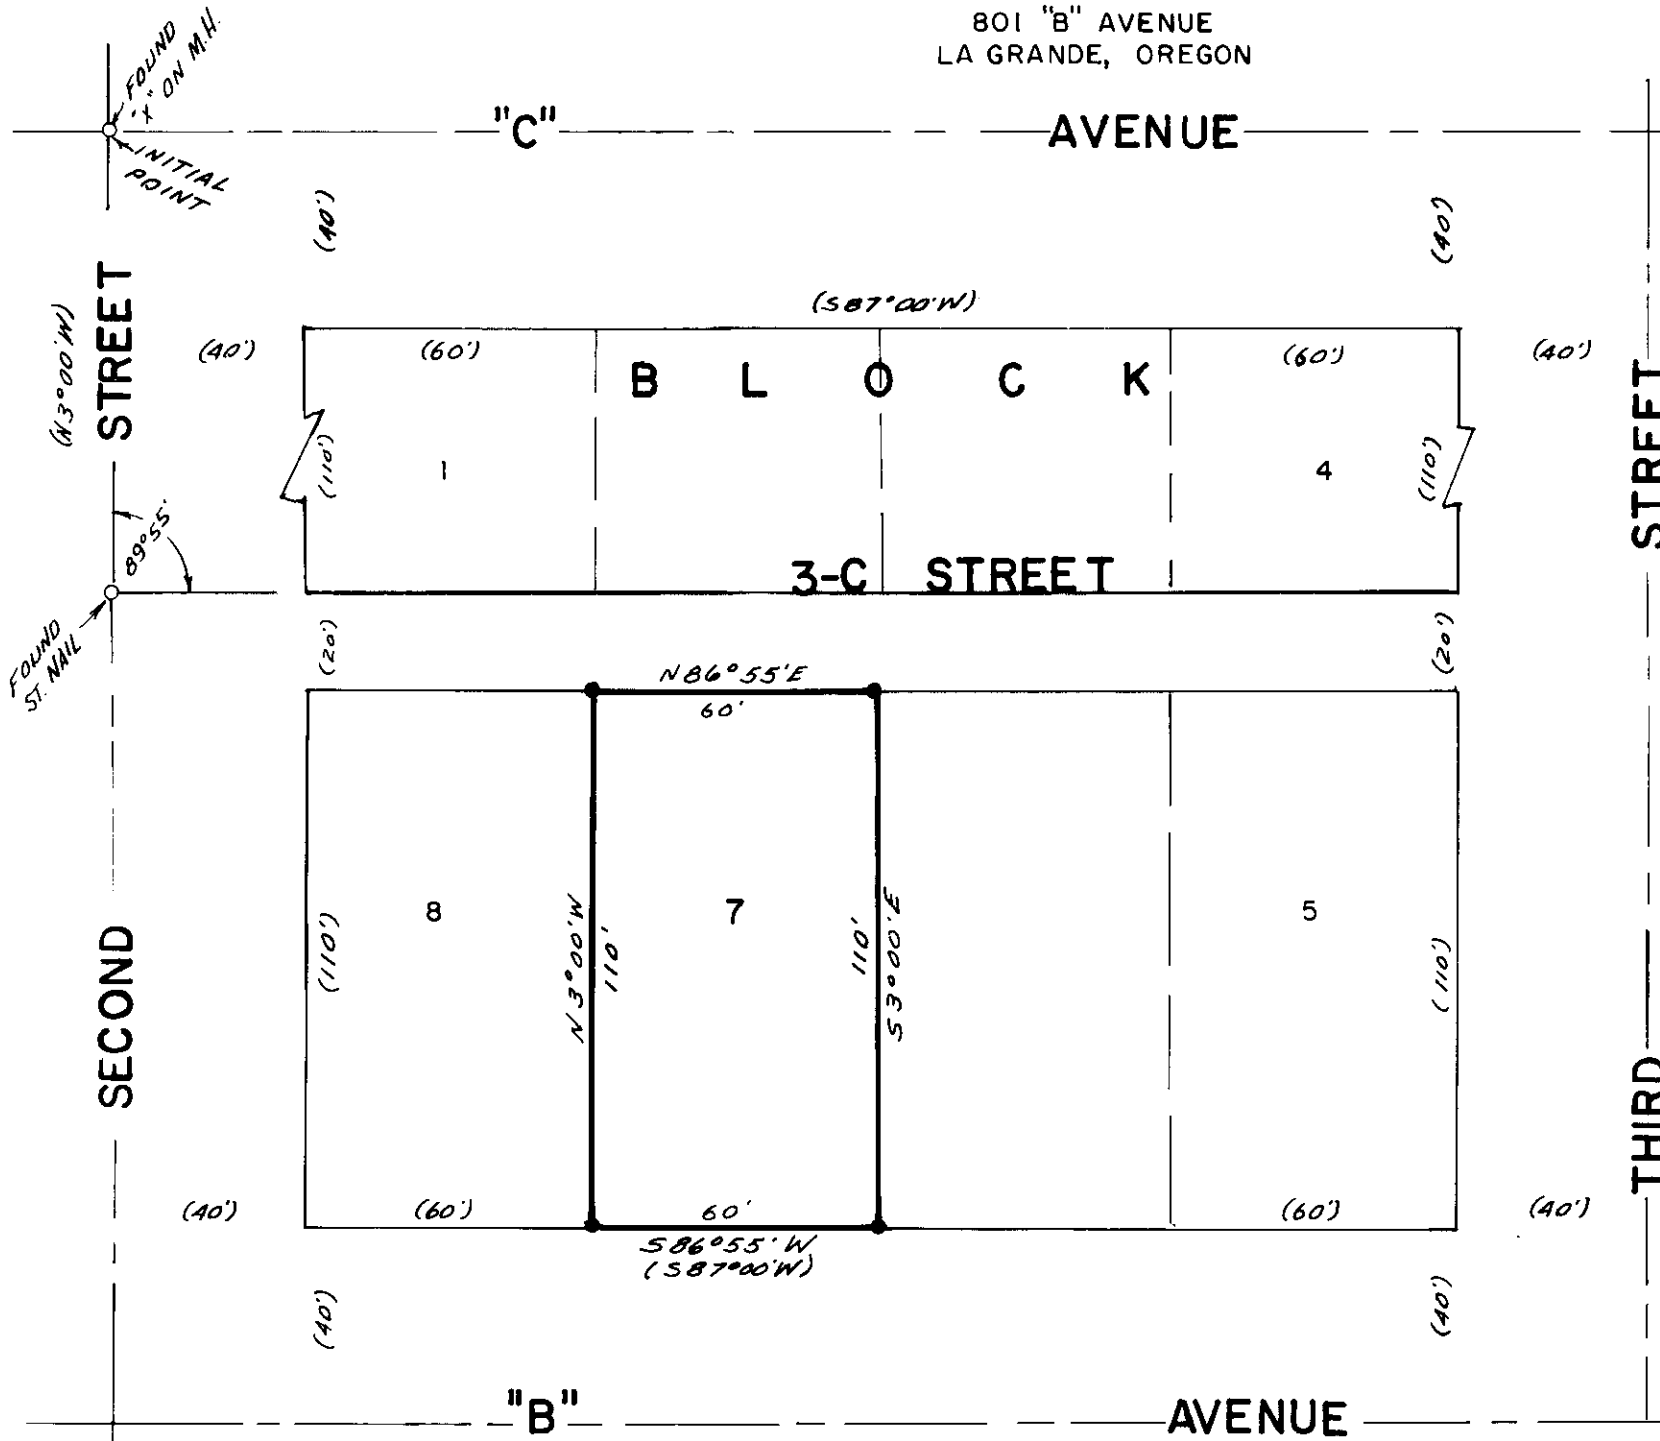 801 "B" AVENUE
LA GRANDE, OREGON
FOUND
"X" ON M.H.
"C" AVENUE
INITIAL
POINT
(40')
(40')
STREET
(N3°00'W)
(S87°00'W)
(40')
(60')
(60')
(40')
BLOCK
STREET
(110')
1
4
(110')
89°55'
3-C STREET
FOUND
ST. NAIL
(20')
(20')
N86°55'E
60'
8
7
5
(110')
N3°00'W
110'
110'
S3°00'E
(110')
SECOND
THIRD
(40')
(60')
60'
(60')
(40')
S86°55'W
(S87°00'W)
(40')
(40')
"B" AVENUE